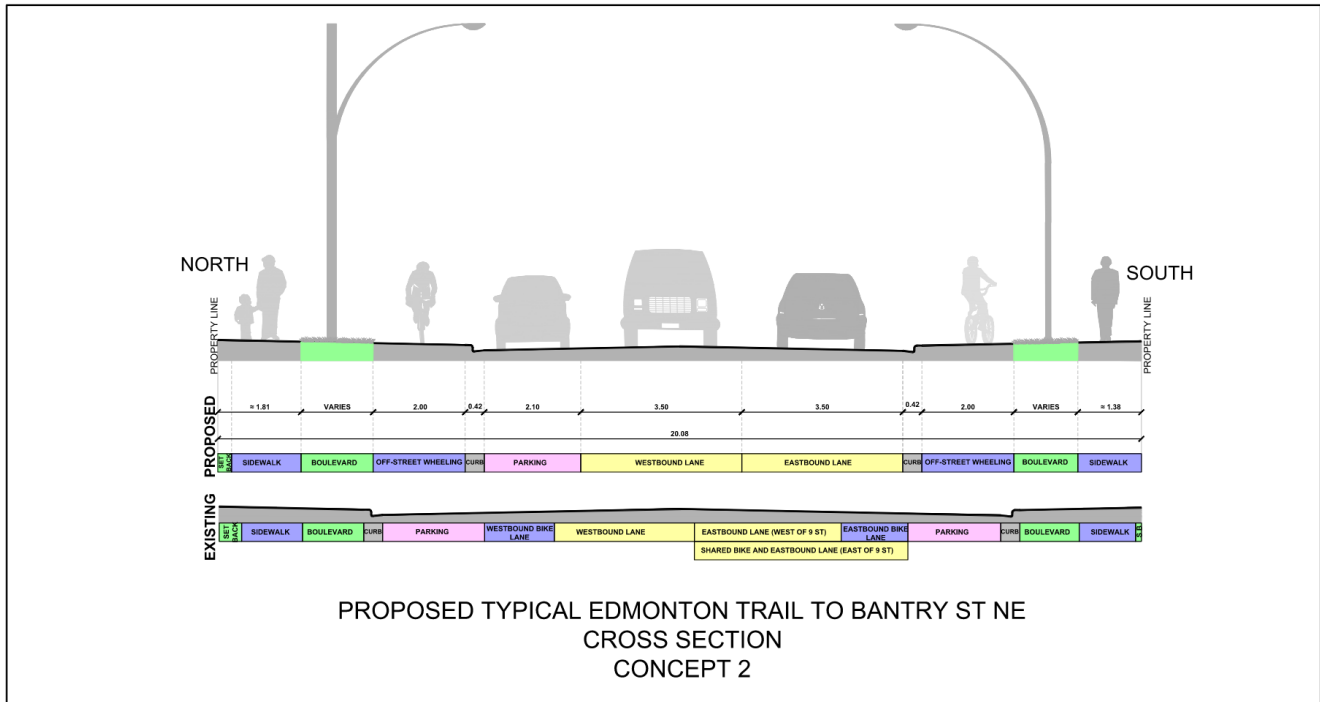 NORTH
SOUTH
PROPERTY LINE
PROPERTY LINE
PROPOSED
≈ 1.81 VARIES 2.00 0.42 2.10 3.50 3.50 0.42 2.00 VARIES ≈ 1.38
20.08
SET BACK SIDEWALK BOULEVARD OFF-STREET WHEELING CURB PARKING WESTBOUND LANE EASTBOUND LANE CURB OFF-STREET WHEELING BOULEVARD SIDEWALK
EXISTING
SET BACK SIDEWALK BOULEVARD CURB PARKING WESTBOUND BIKE LANE WESTBOUND LANE EASTBOUND LANE (WEST OF 9 ST) EASTBOUND BIKE LANE PARKING CURB BOULEVARD SIDEWALK S.B.
SHARED BIKE AND EASTBOUND LANE (EAST OF 9 ST)
PROPOSED TYPICAL EDMONTON TRAIL TO BANTRY ST NE
CROSS SECTION
CONCEPT 2